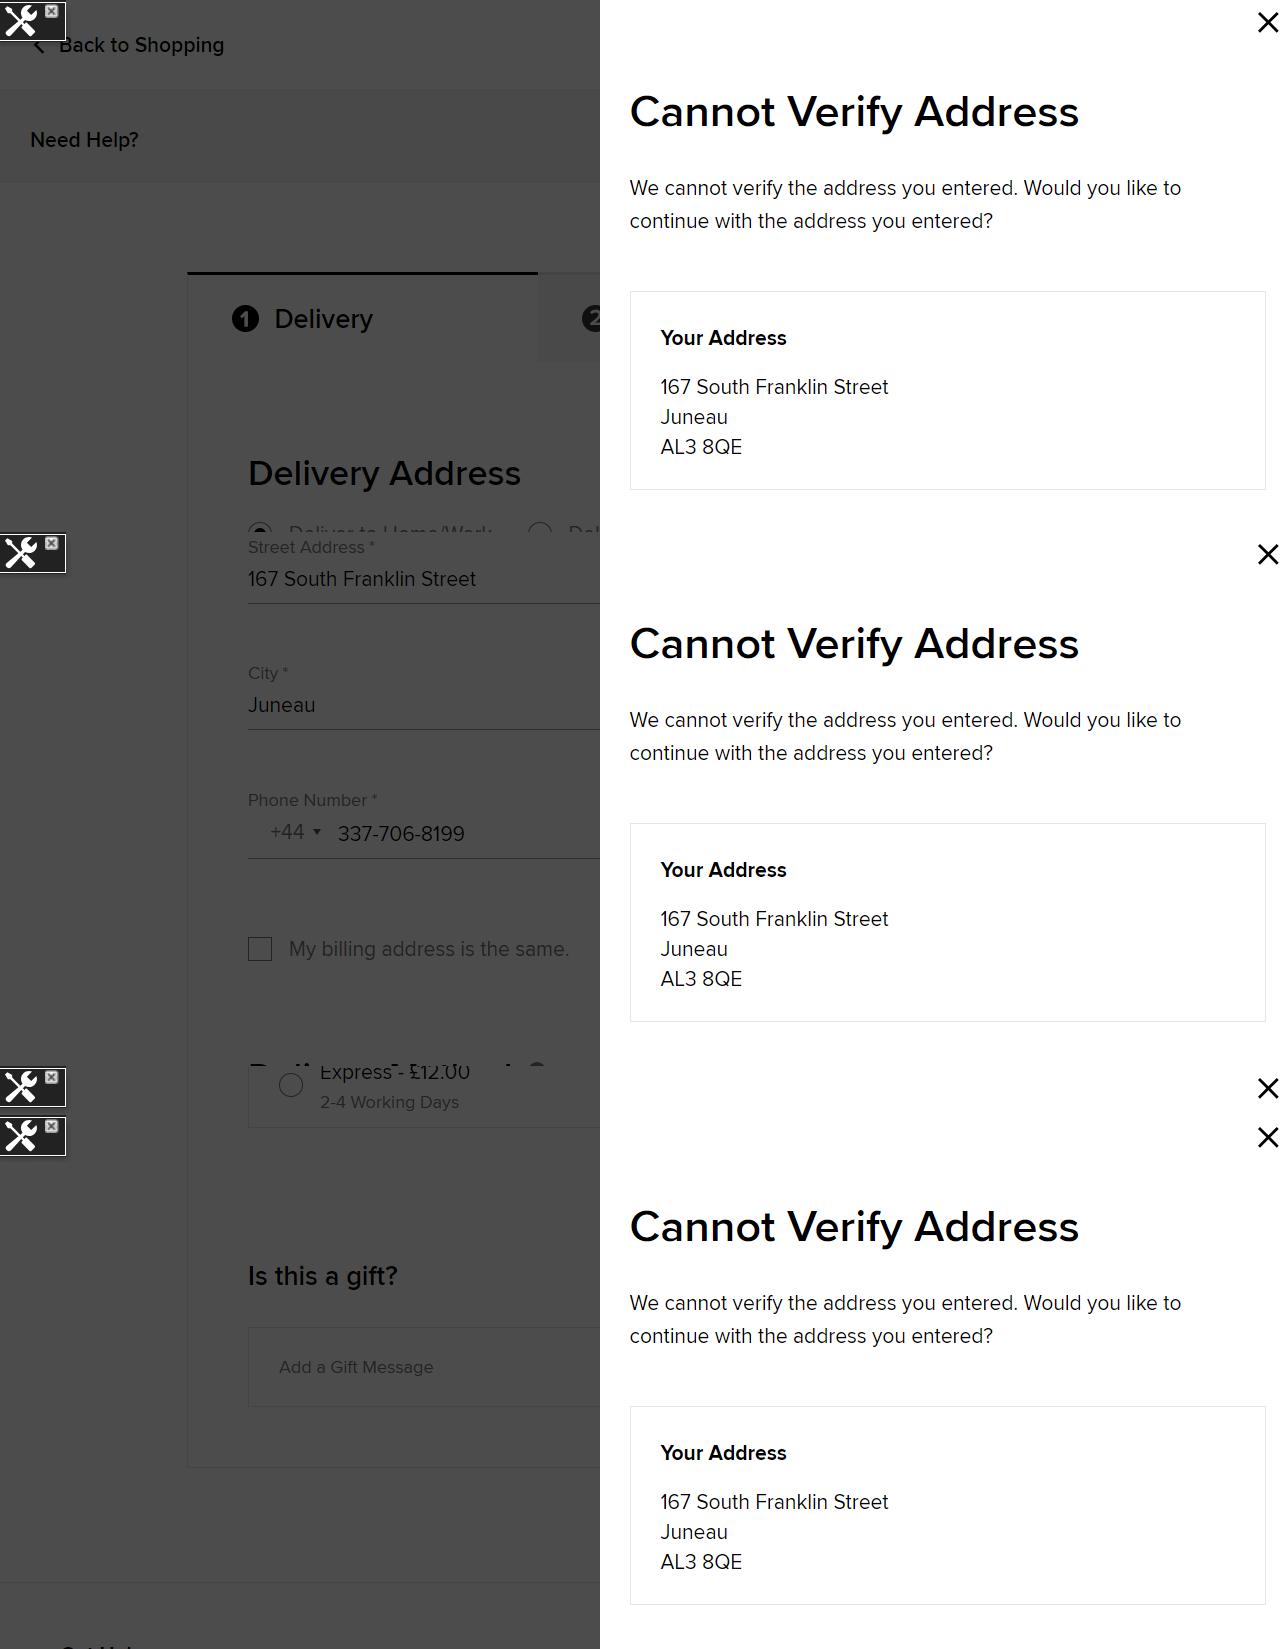 Back to Shopping
Need Help?
1 Delivery
2
Delivery Address
Deliver to Home/Work
Street Address *
167 South Franklin Street
City *
Juneau
Phone Number *
+44 337-706-8199
My billing address is the same.
Express - £12.00
2-4 Working Days
Is this a gift?
Add a Gift Message
Cannot Verify Address
We cannot verify the address you entered. Would you like to
continue with the address you entered?
Your Address
167 South Franklin Street
Juneau
AL3 8QE
Cannot Verify Address
We cannot verify the address you entered. Would you like to
continue with the address you entered?
Your Address
167 South Franklin Street
Juneau
AL3 8QE
Cannot Verify Address
We cannot verify the address you entered. Would you like to
continue with the address you entered?
Your Address
167 South Franklin Street
Juneau
AL3 8QE